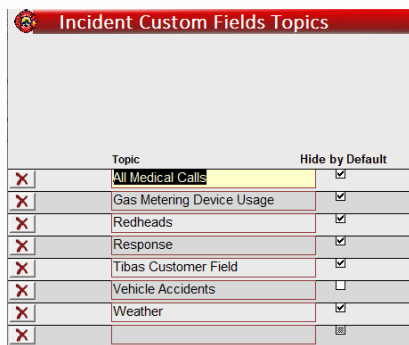 Incident Custom Fields Topics
Topic Hide by Default
All Medical Calls
Gas Metering Device Usage
Redheads
Response
Tibas Customer Field
Vehicle Accidents
Weather